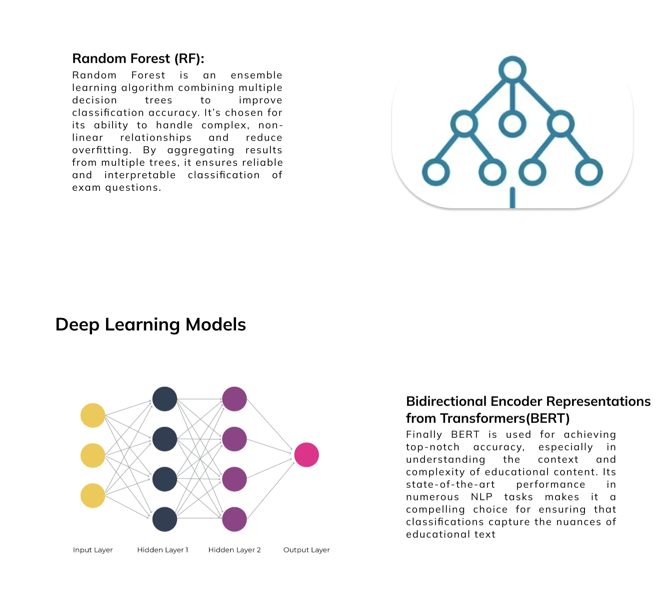 Random Forest (RF):
Random Forest is an ensemble
learning algorithm combining multiple
decision trees to improve
classification accuracy. It's chosen for
its ability to handle complex, non-
linear relationships and reduce
overfitting. By aggregating results
from multiple trees, it ensures reliable
and interpretable classification of
exam questions.
Deep Learning Models
Input Layer Hidden Layer 1 Hidden Layer 2 Output Layer
Bidirectional Encoder Representations
from Transformers(BERT)
Finally BERT is used for achieving
top-notch accuracy, especially in
understanding the context and
complexity of educational content. Its
state-of-the-art performance in
numerous NLP tasks makes it a
compelling choice for ensuring that
classifications capture the nuances of
educational text